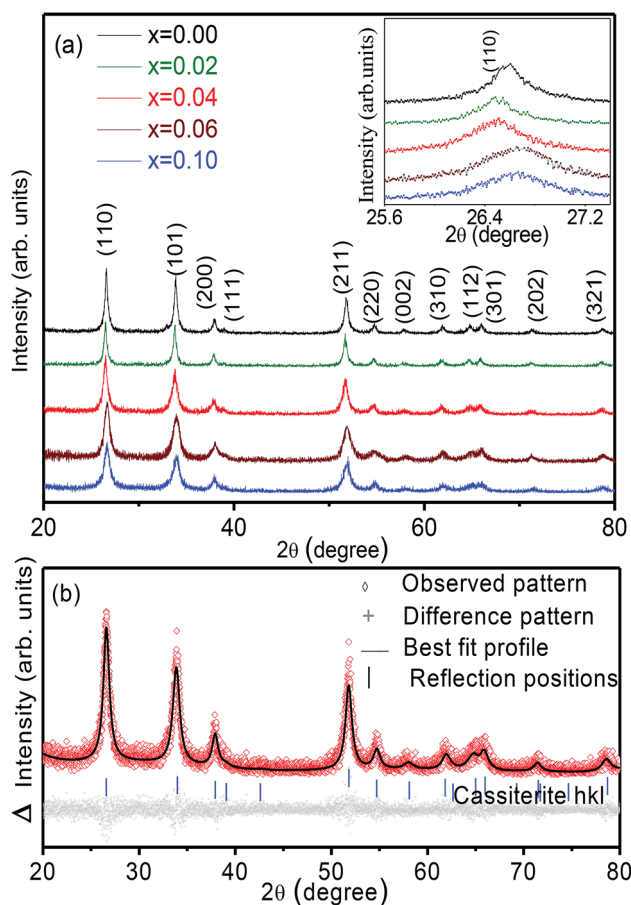 (a)
x=0.00
x=0.02
x=0.04
x=0.06
x=0.10
Intensity (arb.units)
(110)
25.6 26.4 27.2
2θ (degree)
Intensity (arb. units)
(110) (101) (200) (111) (211) (220) (002) (310) (112) (301) (202) (321)
20 40 60 80
2θ (degree)
(b)
Observed pattern
Difference pattern
Best fit profile
Reflection positions
Δ Intensity (arb. units)
Cassiterite hkl
20 30 40 50 60 70 80
2θ (degree)